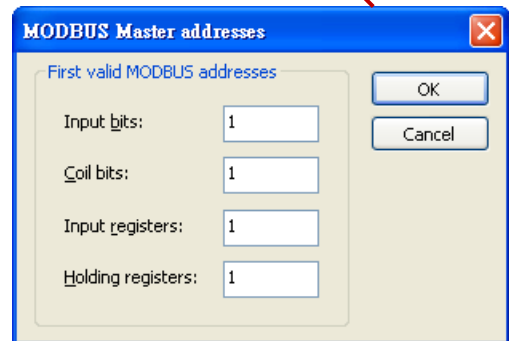 MODBUS Master addresses
First valid MODBUS addresses
OK
Input bits: 1
Cancel
Coil bits: 1
Input registers: 1
Holding registers: 1